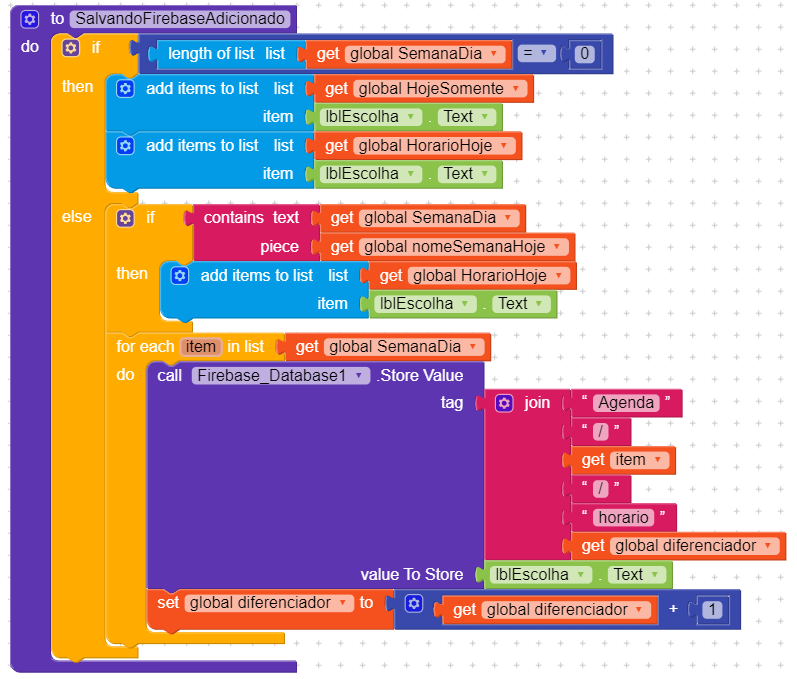 to SalvandoFirebaseAdicionado
do if length of list list get global SemanaDia = 0
then add items to list list get global HojeSomente
item lblEscolha . Text
add items to list list get global HorarioHoje
item lblEscolha . Text
else if contains text get global SemanaDia
piece get global nomeSemanaHoje
then add items to list list get global HorarioHoje
item lblEscolha . Text
for each item in list get global SemanaDia
do call Firebase_Database1 .Store Value
tag join “ Agenda ”
“ / ”
get item
“ / ”
“ horario ”
get global diferenciador
value To Store lblEscolha . Text
set global diferenciador to get global diferenciador + 1